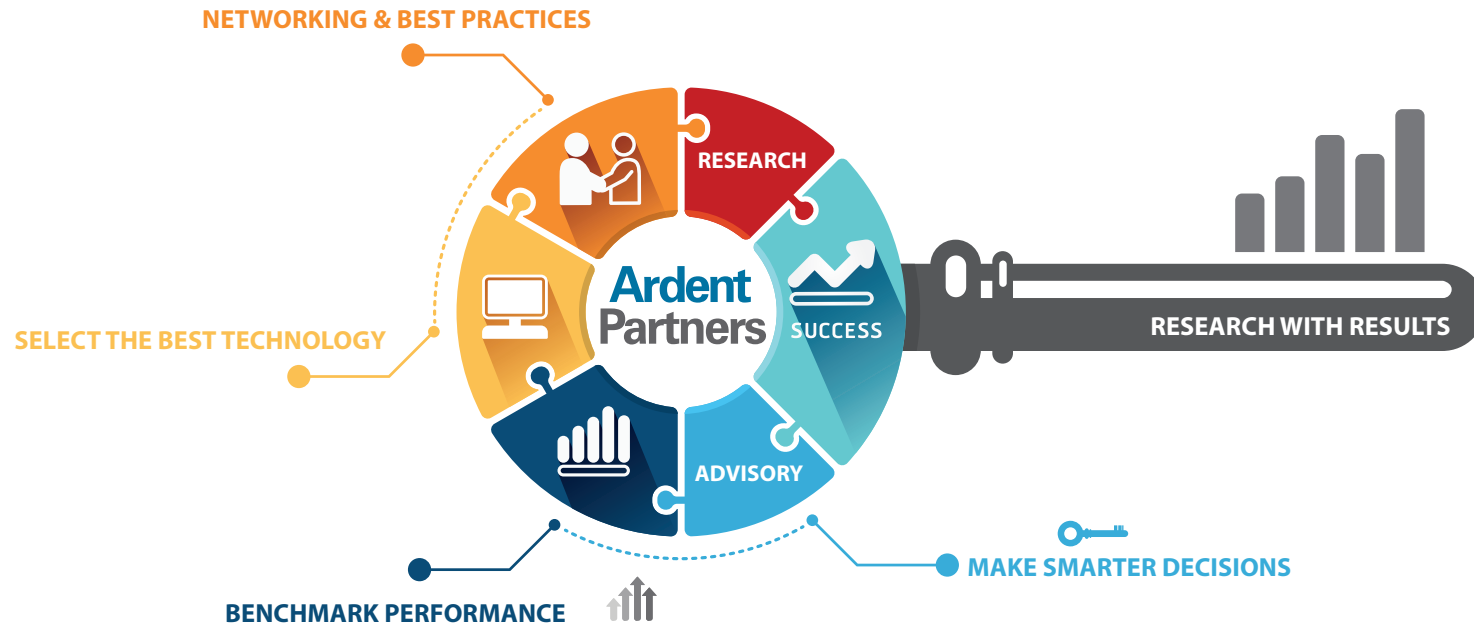 NETWORKING & BEST PRACTICES
RESEARCH
Ardent
Partners
SUCCESS
RESEARCH WITH RESULTS
SELECT THE BEST TECHNOLOGY
ADVISORY
MAKE SMARTER DECISIONS
BENCHMARK PERFORMANCE